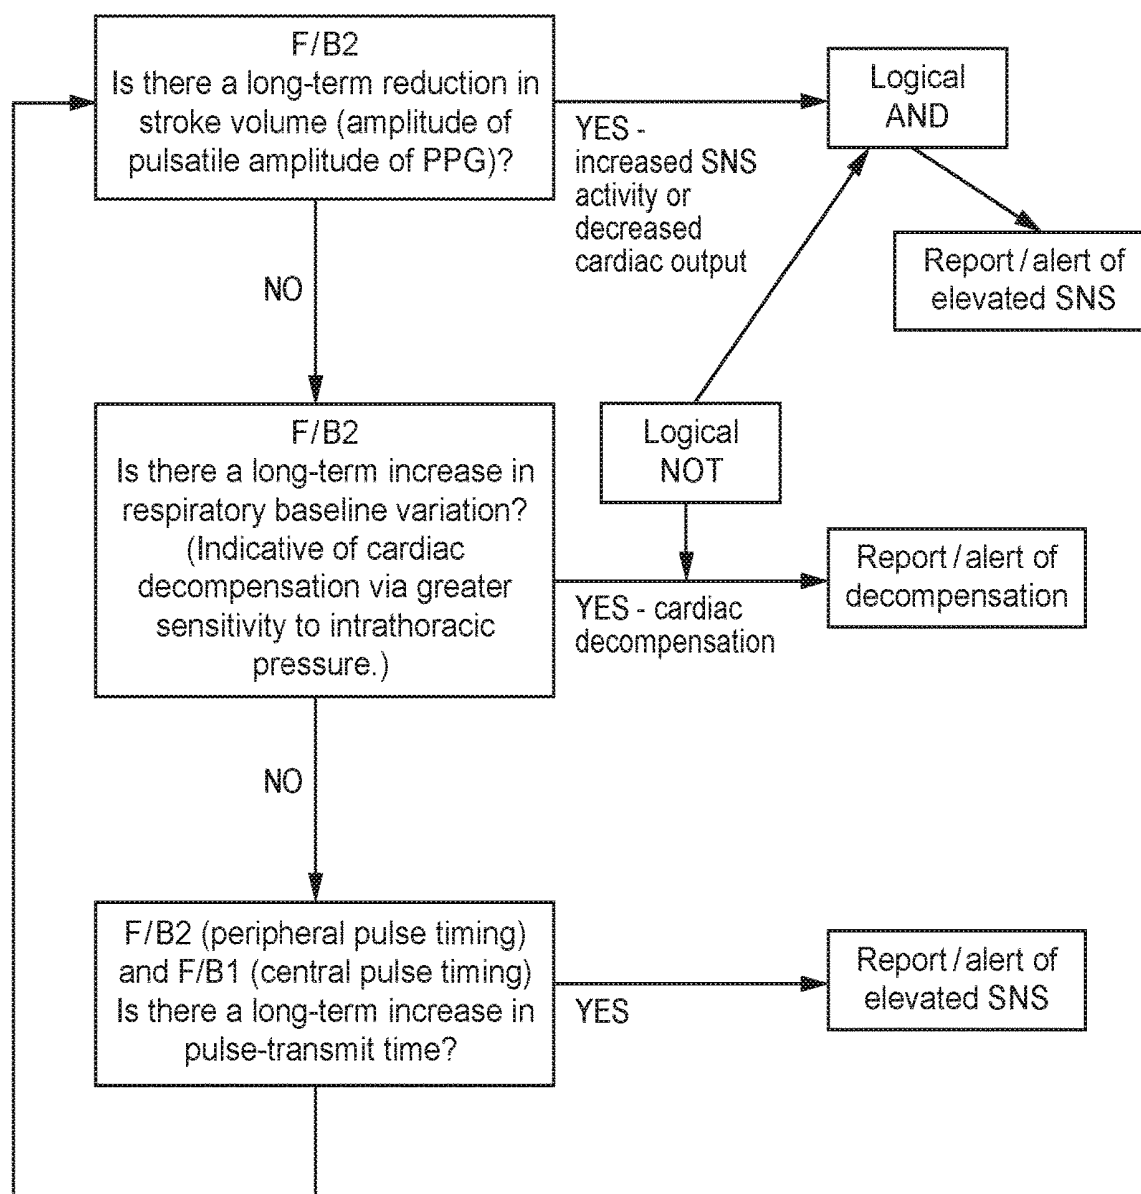 F/B2
Is there a long-term reduction in
stroke volume (amplitude of
pulsatile amplitude of PPG)?
YES -
increased SNS
activity or
decreased
cardiac output
Logical
AND
Report/alert of
elevated SNS
NO
F/B2
Is there a long-term increase in
respiratory baseline variation?
(Indicative of cardiac
decompensation via greater
sensitivity to intrathoracic
pressure.)
Logical
NOT
YES - cardiac
decompensation
Report/alert of
decompensation
NO
F/B2 (peripheral pulse timing)
and F/B1 (central pulse timing)
Is there a long-term increase in
pulse-transmit time?
YES
Report/alert of
elevated SNS